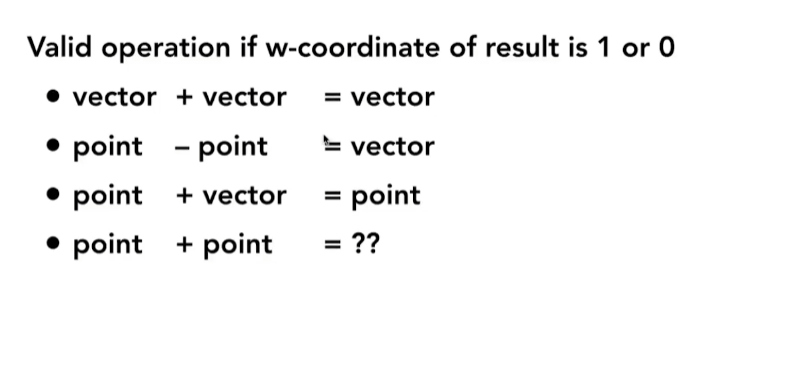 Valid operation if w-coordinate of result is 1 or 0
• vector + vector = vector
• point – point = vector
• point + vector = point
• point + point = ??